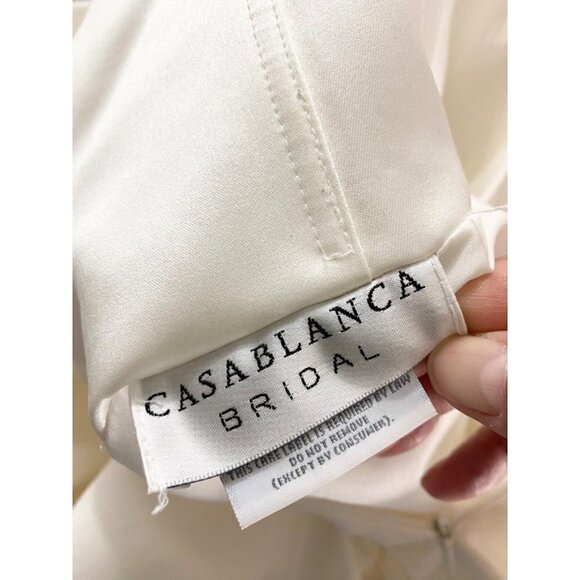 CASABLANCA
BRIDAL
THIS CARE LABEL IS REQUIRED BY LAW
DO NOT REMOVE
(EXCEPT BY CONSUMER).